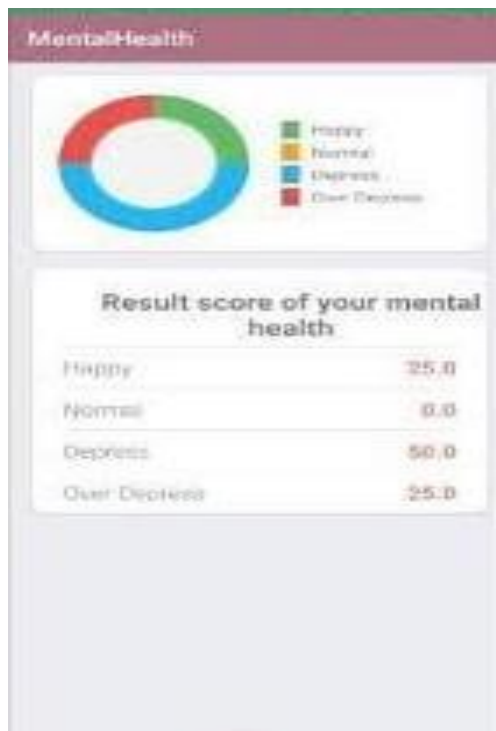 MentalHealth
Happy
Normal
Depress
Over Depress
Result score of your mental
health
Happy 25.0
Normal 0.0
Depress 50.0
Over Depress 25.0